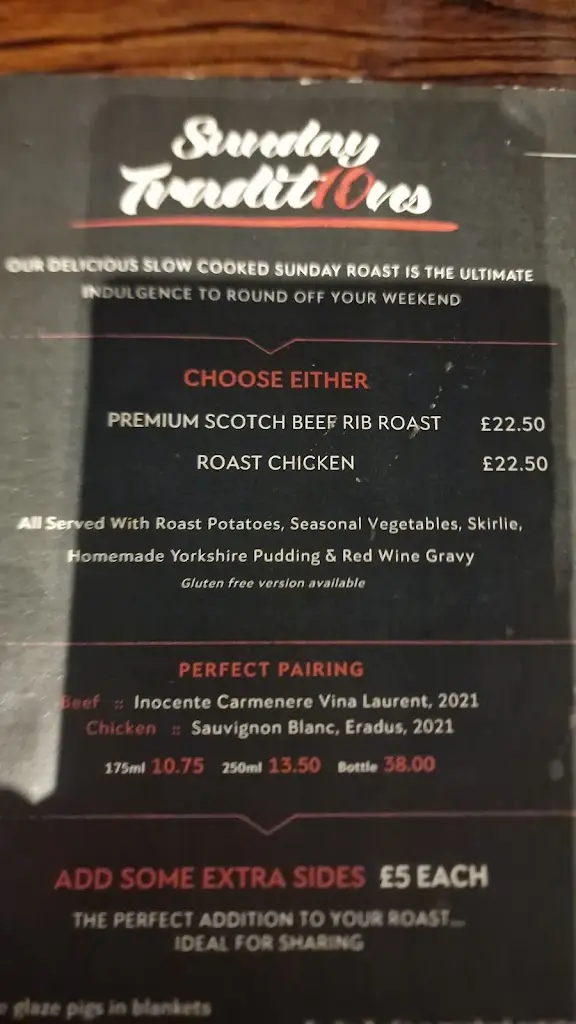 Sunday
Tradit10ns
OUR DELICIOUS SLOW COOKED SUNDAY ROAST IS THE ULTIMATE
INDULGENCE TO ROUND OFF YOUR WEEKEND
CHOOSE EITHER
PREMIUM SCOTCH BEEF RIB ROAST £22.50
ROAST CHICKEN £22.50
All Served With Roast Potatoes, Seasonal Vegetables, Skirlie,
Homemade Yorkshire Pudding & Red Wine Gravy
Gluten free version available
PERFECT PAIRING
Beef :: Inocente Carmenere Vina Laurent, 2021
Chicken :: Sauvignon Blanc, Eradus, 2021
175ml 10.75 250ml 13.50 Bottle 38.00
ADD SOME EXTRA SIDES £5 EACH
THE PERFECT ADDITION TO YOUR ROAST...
IDEAL FOR SHARING
glaze pigs in blankets